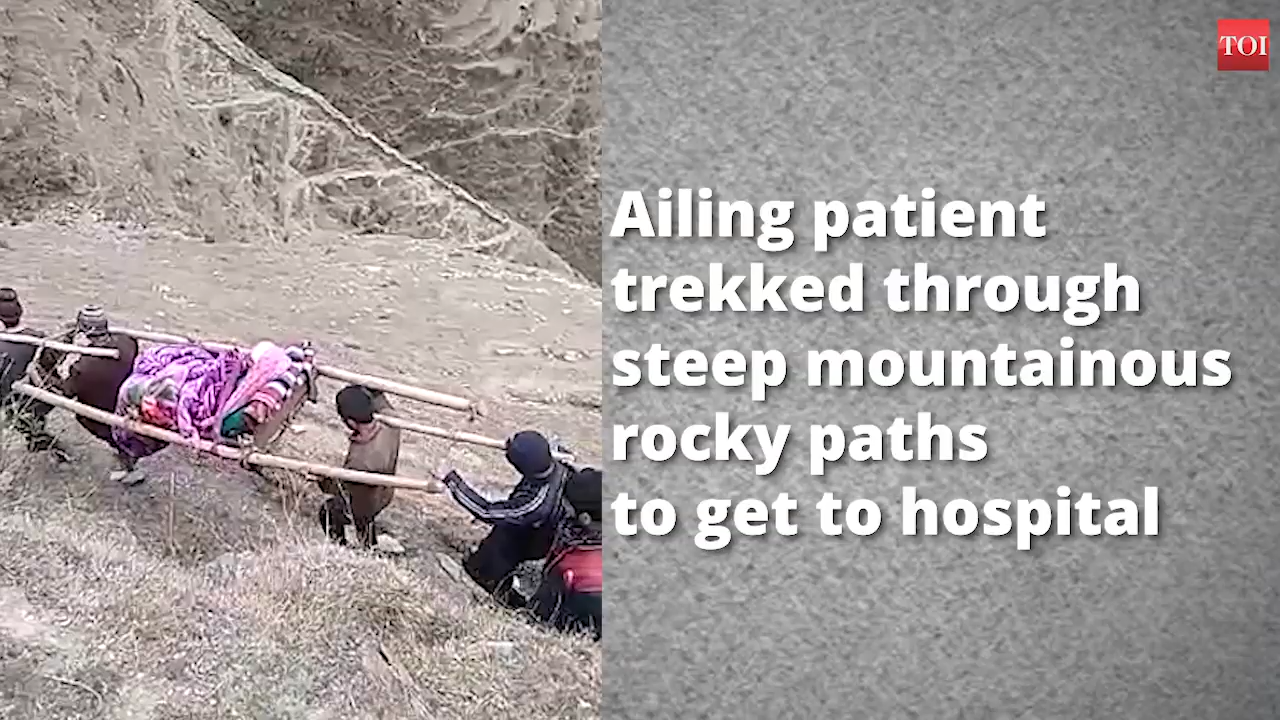 TOI
Ailing patient
trekked through
steep mountainous
rocky paths
to get to hospital